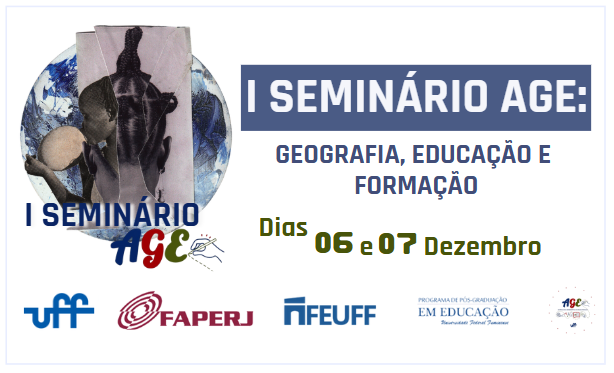 I SEMINÁRIO AGE:
GEOGRAFIA, EDUCAÇÃO E
FORMAÇÃO
Dias 06 e 07 Dezembro
I SEMINÁRIO
AGE
uff
FAPERJ
FEUFF
PROGRAMA DE PÓS-GRADUAÇÃO
EM EDUCAÇÃO
Universidade Federal Fluminense
AGE